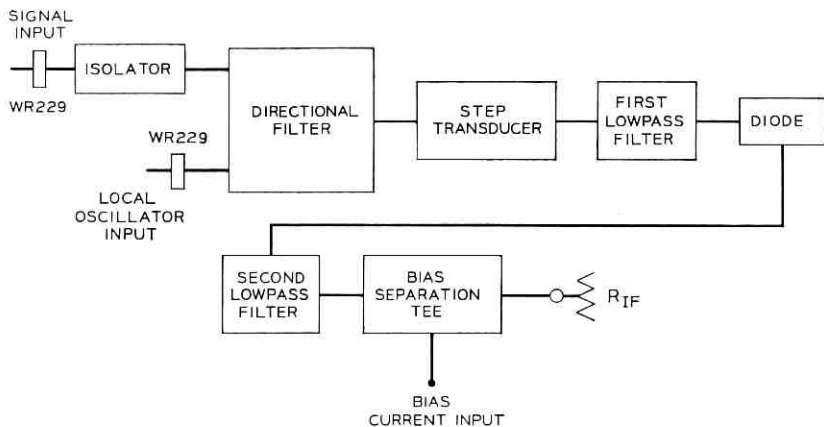 SIGNAL
INPUT
WR229
ISOLATOR
WR229
LOCAL
OSCILLATOR
INPUT
DIRECTIONAL
FILTER
STEP
TRANSDUCER
FIRST
LOWPASS
FILTER
DIODE
SECOND
LOWPASS
FILTER
BIAS
SEPARATION
TEE
RIF
BIAS
CURRENT INPUT